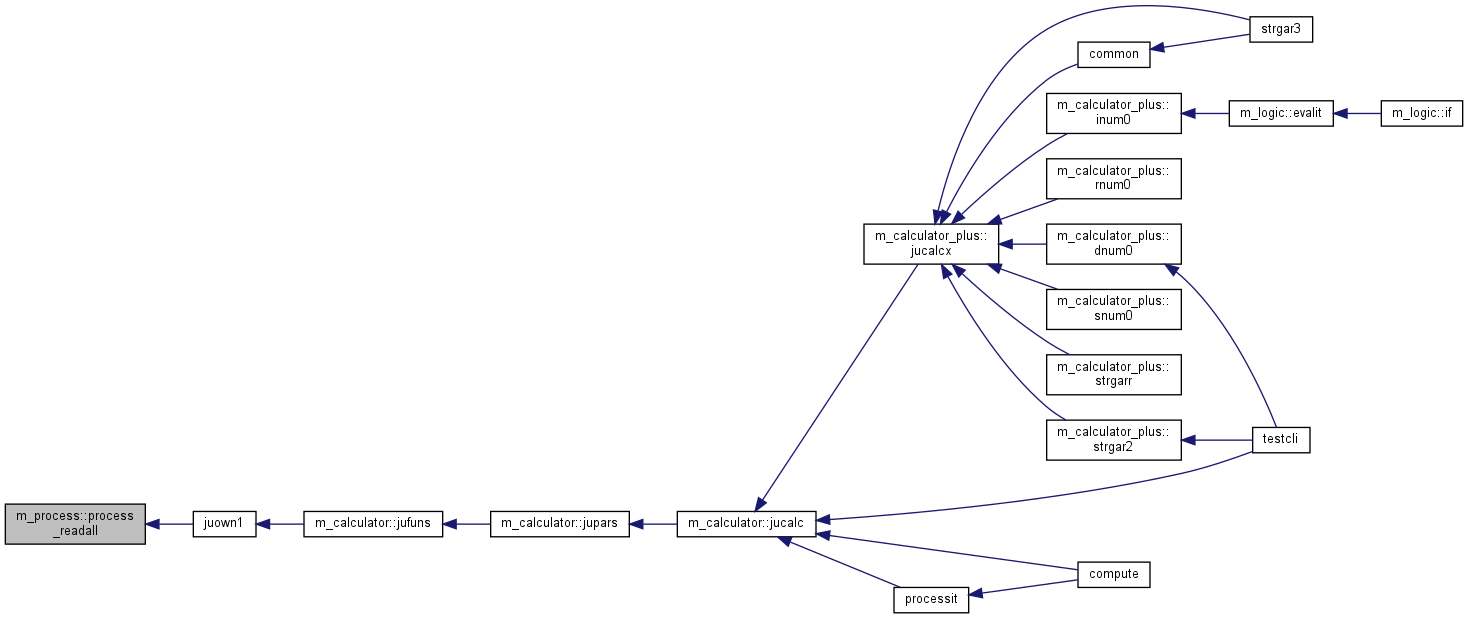 strgar3
common
m_calculator_plus::
inum0
m_logic::evalit
m_logic::if
m_calculator_plus::
rnum0
m_calculator_plus::
jucalcx
m_calculator_plus::
dnum0
m_calculator_plus::
snum0
m_calculator_plus::
strgarr
m_calculator_plus::
strgar2
testcli
m_process::process
_readall
juown1
m_calculator::jufuns
m_calculator::jupars
m_calculator::jucalc
compute
processit